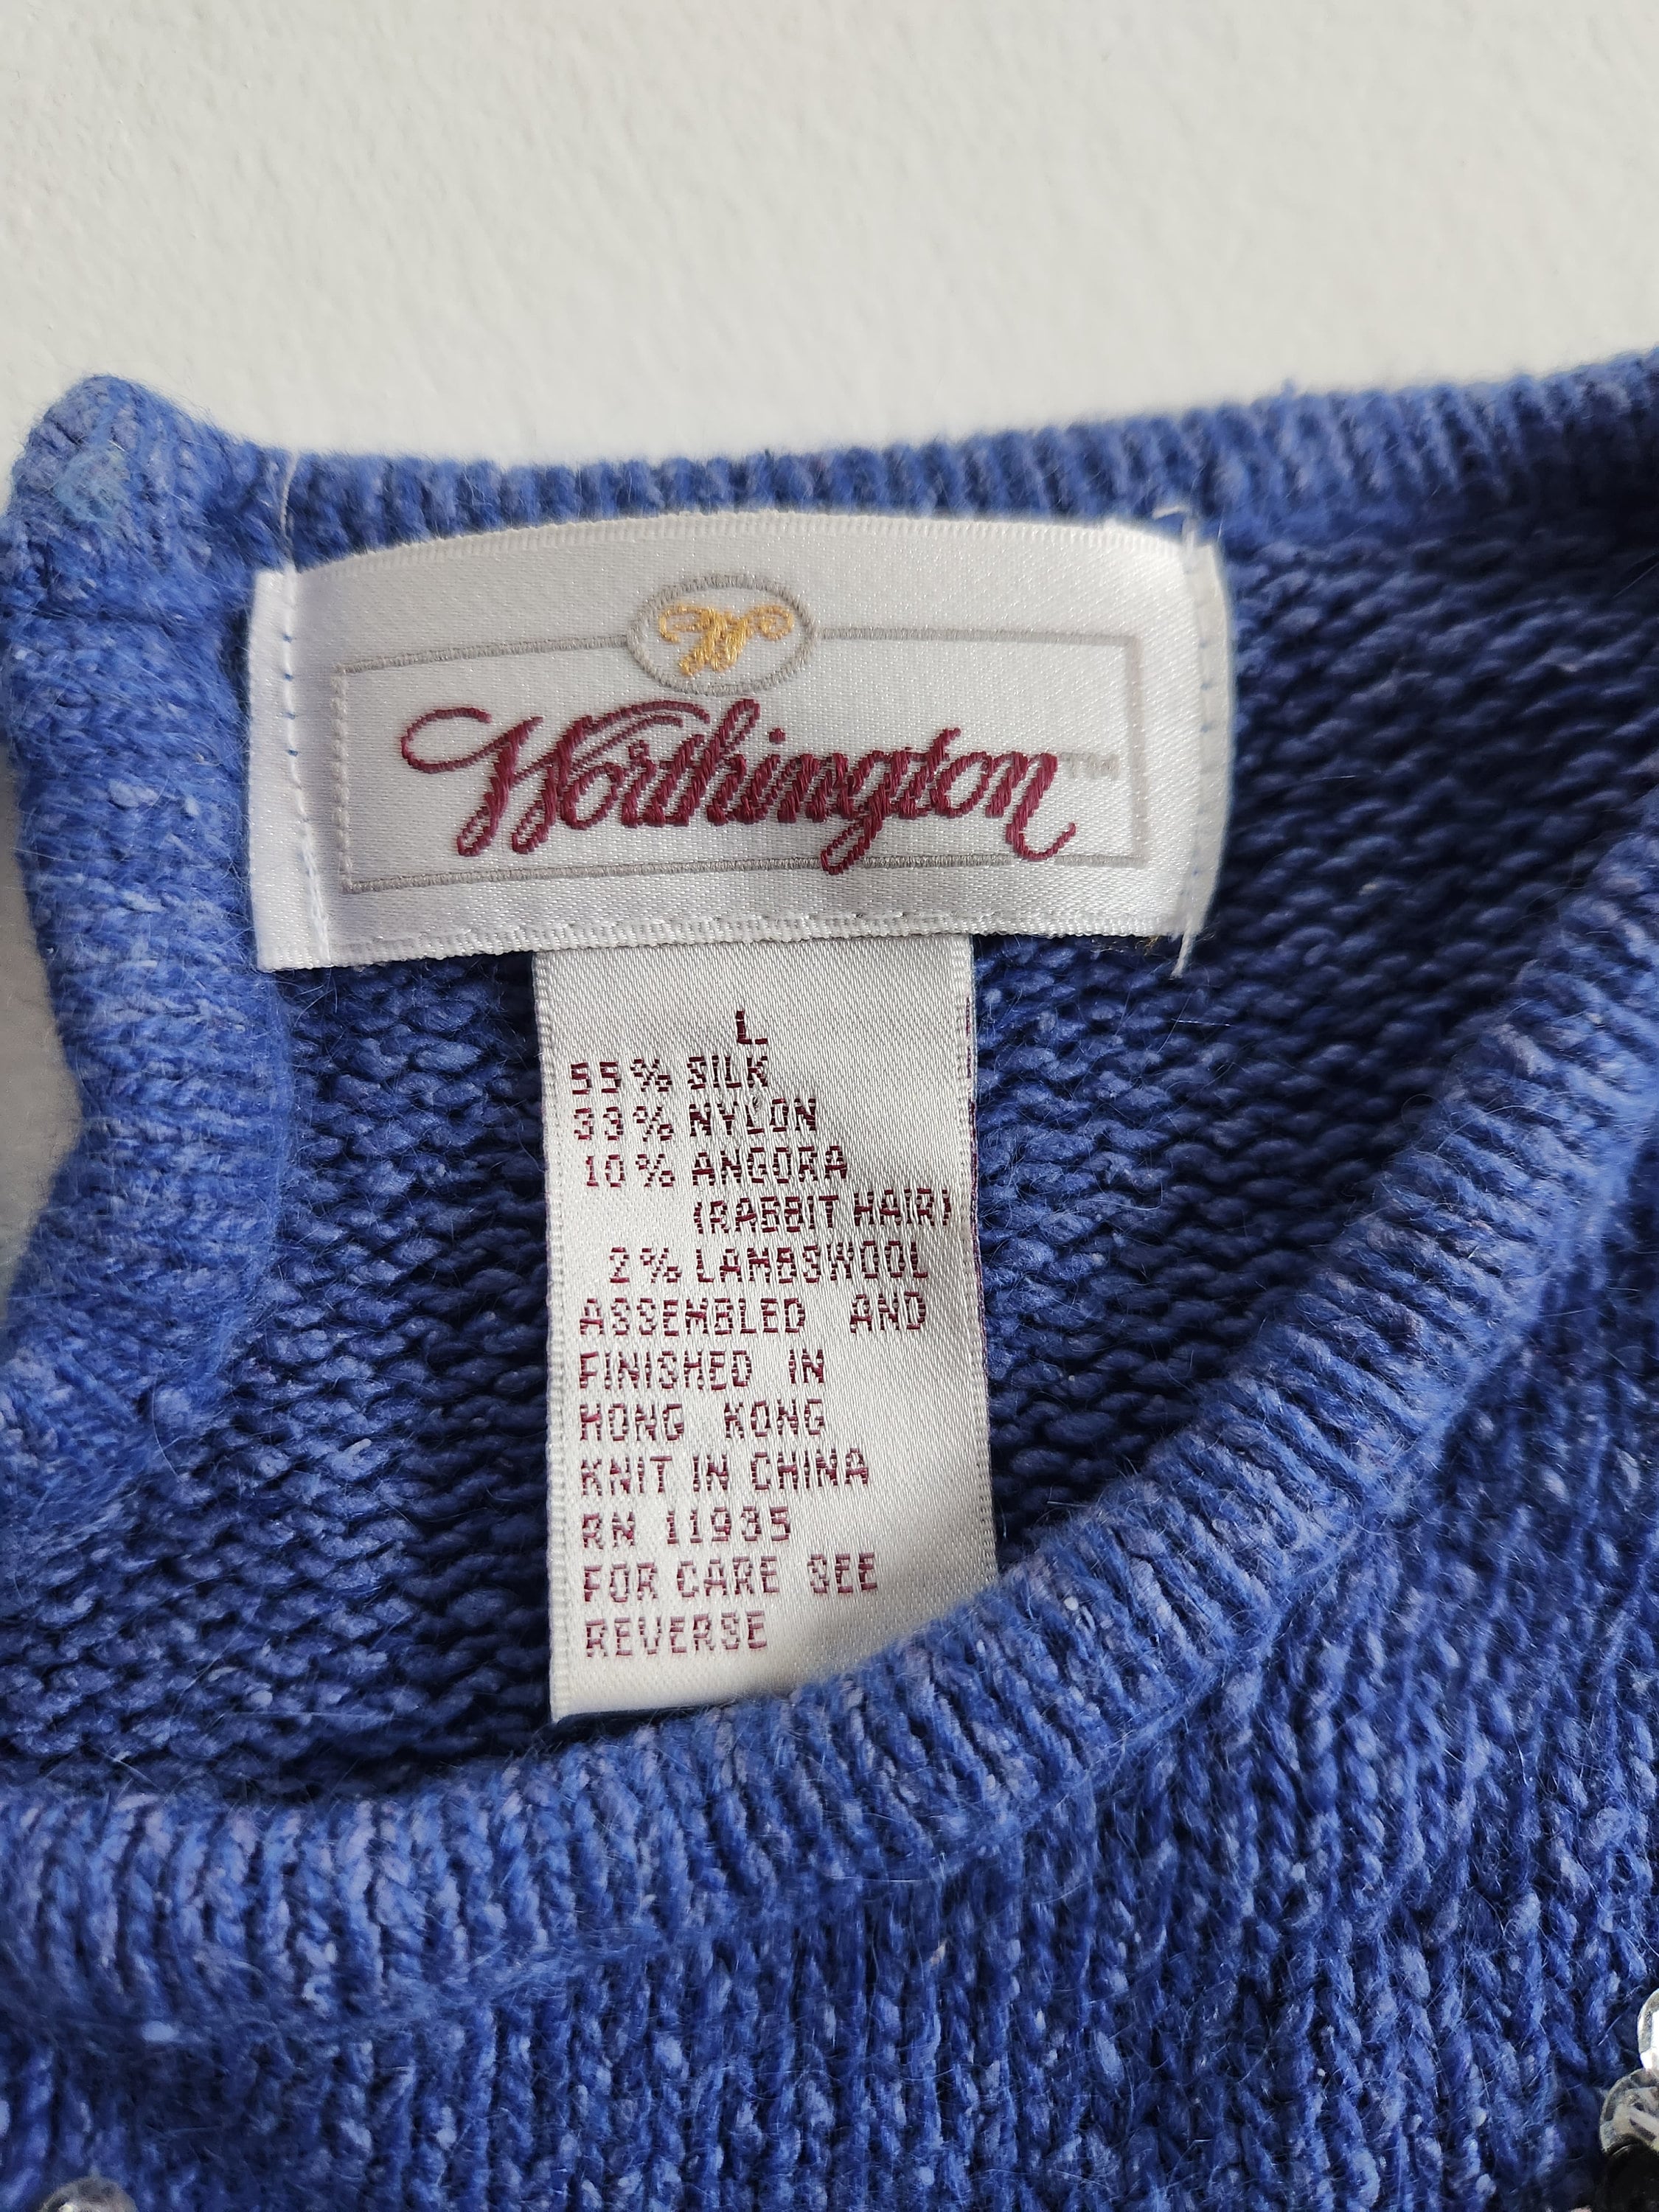 Worthington™
L
55% SILK
33% NYLON
10% ANGORA
(RABBIT HAIR)
2% LAMBSWOOL
ASSEMBLED AND
FINISHED IN
HONG KONG
KNIT IN CHINA
RN 11935
FOR CARE SEE
REVERSE